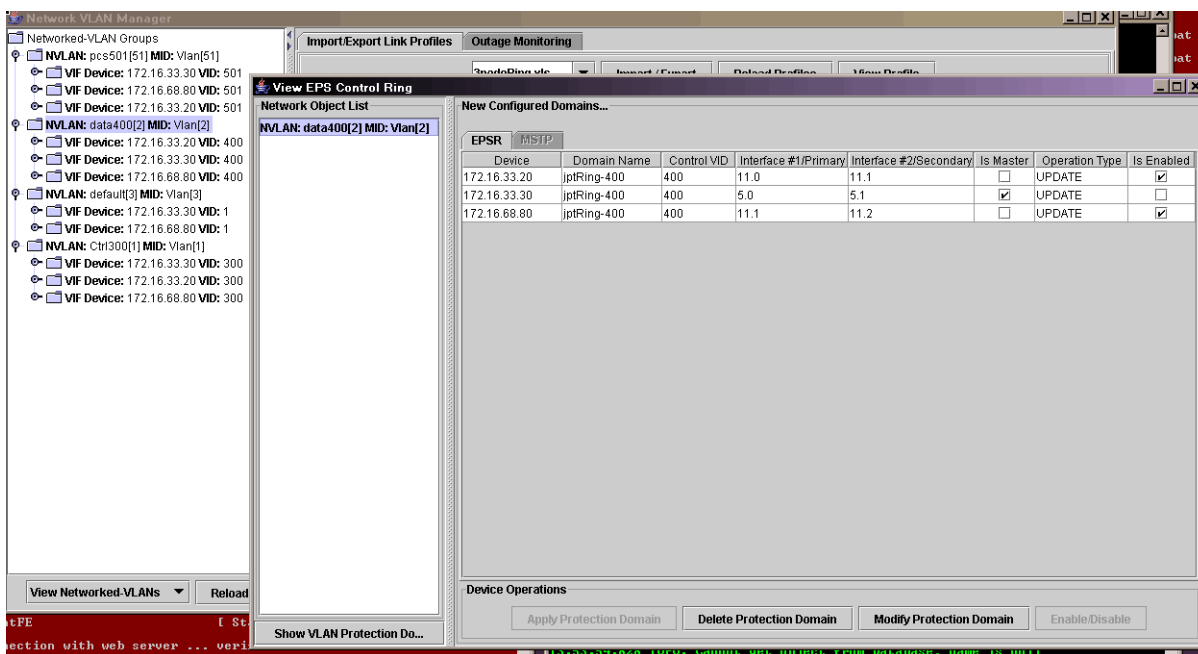 Network VLAN Manager
Networked-VLAN Groups
NVLAN: pcs501[51] MID: Vlan[51]
VIF Device: 172.16.33.30 VID: 501
VIF Device: 172.16.68.80 VID: 501
VIF Device: 172.16.33.20 VID: 501
NVLAN: data400[2] MID: Vlan[2]
VIF Device: 172.16.33.20 VID: 400
VIF Device: 172.16.33.30 VID: 400
VIF Device: 172.16.68.80 VID: 400
NVLAN: default[3] MID: Vlan[3]
VIF Device: 172.16.33.30 VID: 1
VIF Device: 172.16.68.80 VID: 1
NVLAN: Ctrl300[1] MID: Vlan[1]
VIF Device: 172.16.33.30 VID: 300
VIF Device: 172.16.33.20 VID: 300
VIF Device: 172.16.68.80 VID: 300
View Networked-VLANs Reload
Import/Export Link Profiles Outage Monitoring
View EPS Control Ring
Network Object List
NVLAN: data400[2] MID: Vlan[2]
Show VLAN Protection Do...
New Configured Domains...
EPSR MSTP
Device Domain Name Control VID Interface #1/Primary Interface #2/Secondary Is Master Operation Type Is Enabled
172.16.33.20 jptRing-400 400 11.0 11.1 UPDATE
172.16.33.30 jptRing-400 400 5.0 5.1 UPDATE
172.16.68.80 jptRing-400 400 11.1 11.2 UPDATE
Device Operations
Apply Protection Domain Delete Protection Domain Modify Protection Domain Enable/Disable
tFE [ St
ection with web server ... veri